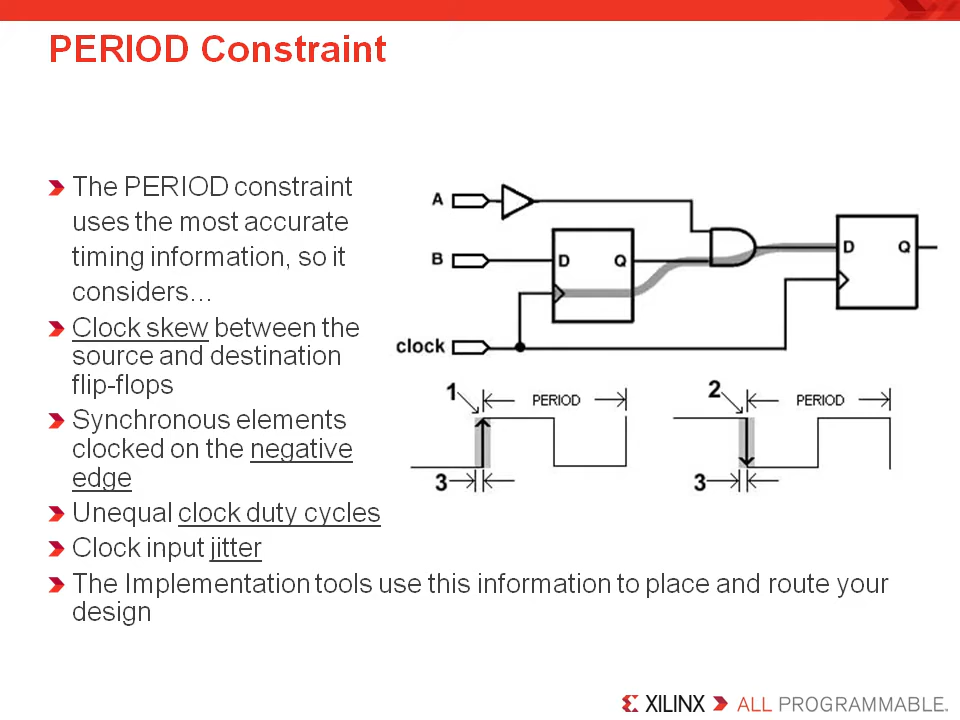 PERIOD Constraint
The PERIOD constraint
uses the most accurate
timing information, so it
considers…
Clock skew between the
source and destination
flip-flops
Synchronous elements
clocked on the negative
edge
Unequal clock duty cycles
Clock input jitter
The Implementation tools use this information to place and route your
design
A
B
D Q
D Q
clock
1
PERIOD
3
2
PERIOD
3
XILINX ALL PROGRAMMABLE.